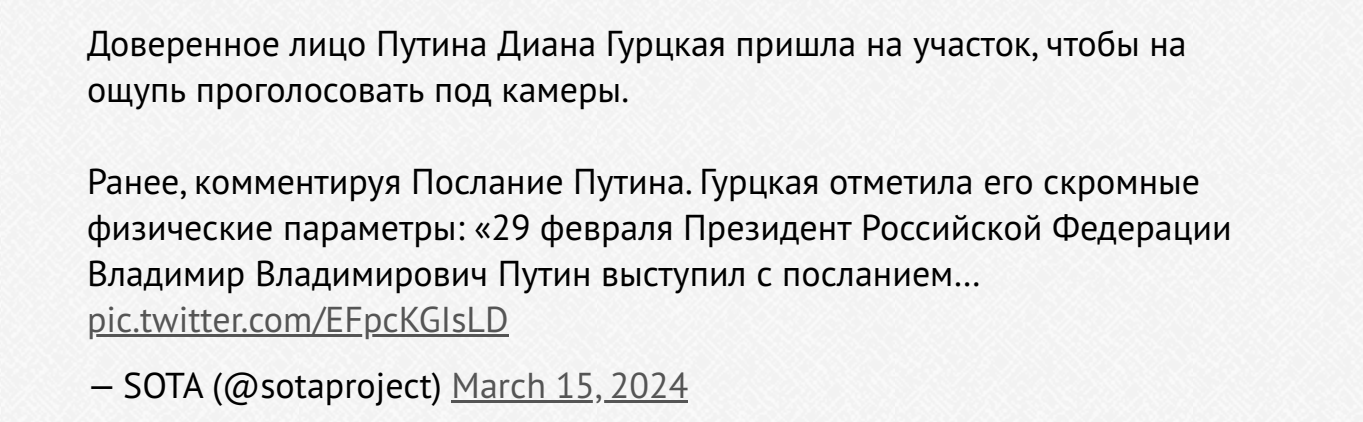 Доверенное лицо Путина Диана Гурцкая пришла на участок, чтобы на
ощупь проголосовать под камеры.
Ранее, комментируя Послание Путина. Гурцкая отметила его скромные
физические параметры: «29 февраля Президент Российской Федерации
Владимир Владимирович Путин выступил с посланием…
pic.twitter.com/EFpcKGIsLD
— SOTA (@sotaproject) March 15, 2024